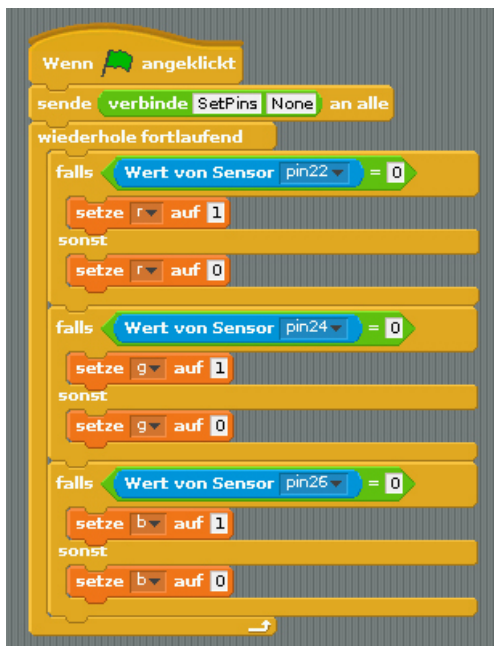 Wenn angeklickt
sende verbinde SetPins None an alle
wiederhole fortlaufend
falls Wert von Sensor pin22 = 0
setze r auf 1
sonst
setze r auf 0
falls Wert von Sensor pin24 = 0
setze g auf 1
sonst
setze g auf 0
falls Wert von Sensor pin26 = 0
setze b auf 1
sonst
setze b auf 0